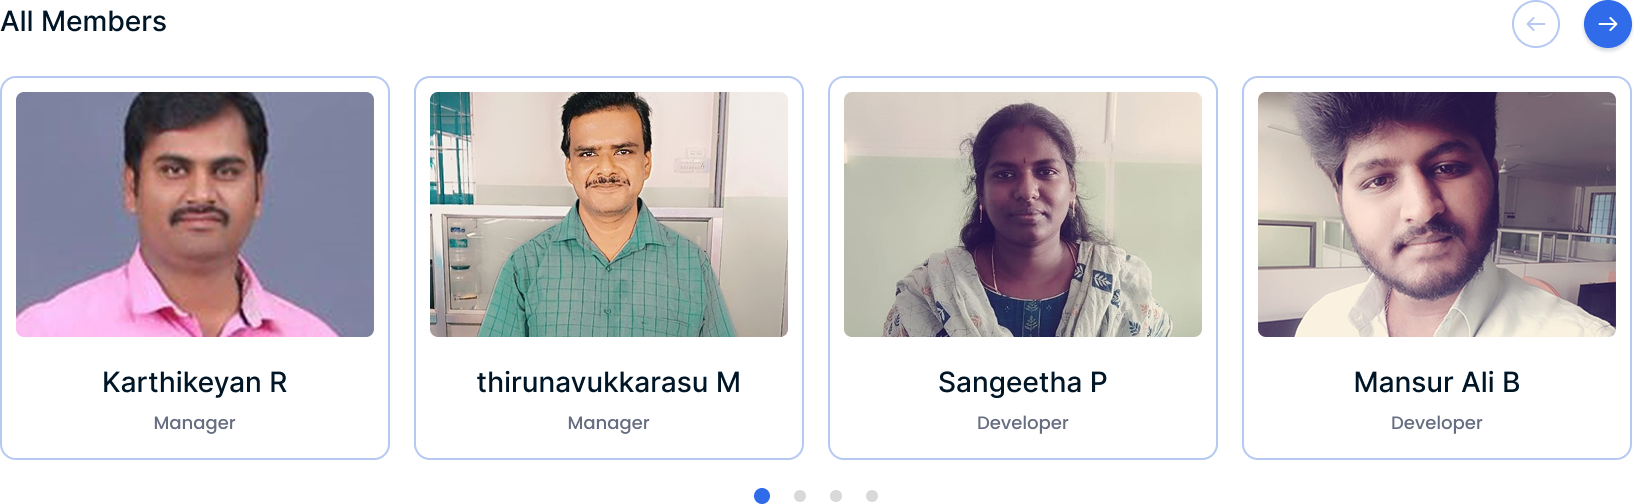 All Members
Karthikeyan R
Manager
thirunavukkarasu M
Manager
Sangeetha P
Developer
Mansur Ali B
Developer